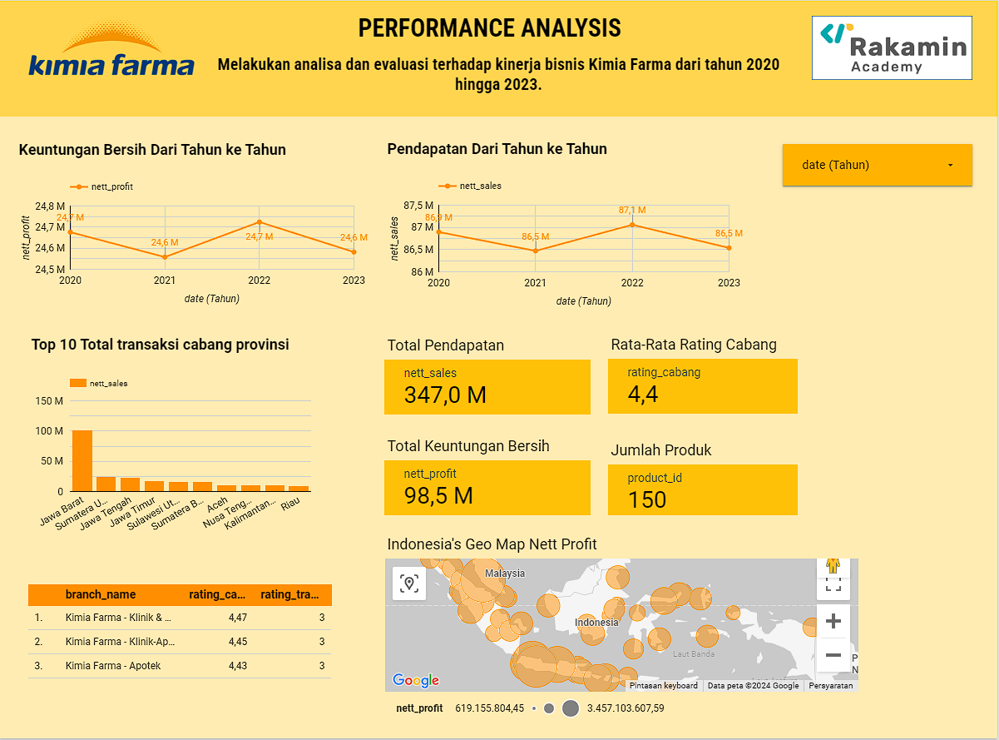 kimia farma
PERFORMANCE ANALYSIS
Melakukan analisa dan evaluasi terhadap kinerja bisnis Kimia Farma dari tahun 2020
hingga 2023.
Rakamin
Academy
Keuntungan Bersih Dari Tahun ke Tahun
nett_profit
24,8 M
24,7 M
24,6 M
24,5 M
nett_profit
24,7 M
24,6 M
24,7 M
24,6 M
2020 2021 2022 2023
date (Tahun)
Pendapatan Dari Tahun ke Tahun
nett_sales
87,5 M
87 M
86,5 M
86 M
nett_sales
86,9 M
86,5 M
87,1 M
86,5 M
2020 2021 2022 2023
date (Tahun)
date (Tahun)
Top 10 Total transaksi cabang provinsi
nett_sales
150 M
100 M
50 M
0
Jawa Barat
Sumatera U...
Jawa Tengah
Jawa Timur
Sulawesi Ut...
Sumatera B...
Aceh
Nusa Teng...
Kalimantan...
Riau
Total Pendapatan
nett_sales
347,0 M
Rata-Rata Rating Cabang
rating_cabang
4,4
Total Keuntungan Bersih
nett_profit
98,5 M
Jumlah Produk
product_id
150
branch_name rating_ca... rating_tra...
1. Kimia Farma - Klinik & ... 4,47 3
2. Kimia Farma - Klinik-Ap... 4,45 3
3. Kimia Farma - Apotek 4,43 3
Indonesia's Geo Map Nett Profit
Malaysia
Indonesia
Laut Banda
P
N
Google
Pintasan keyboard Data peta ©2024 Google Persyaratan
nett_profit 619.155.804,45 3.457.103.607,59